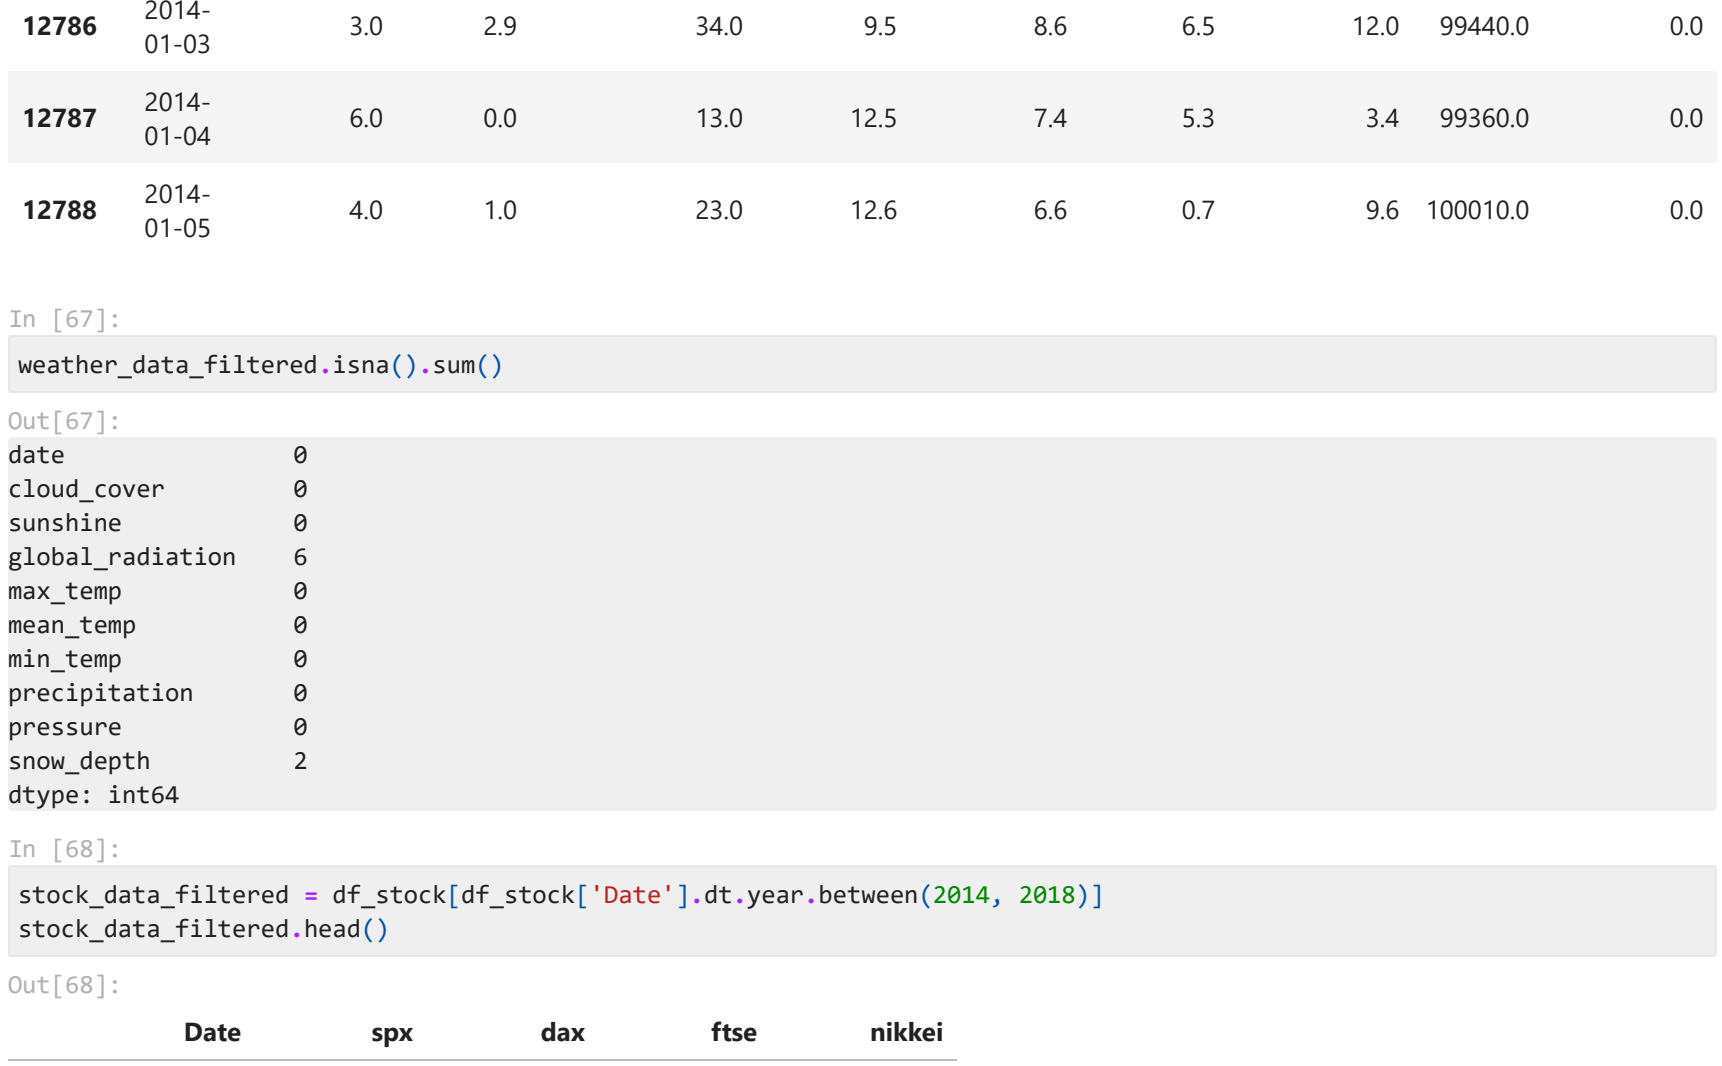 2014-
12786 3.0 2.9 34.0 9.5 8.6 6.5 12.0 99440.0 0.0
01-03
2014-
12787 6.0 0.0 13.0 12.5 7.4 5.3 3.4 99360.0 0.0
01-04
2014-
12788 4.0 1.0 23.0 12.6 6.6 0.7 9.6 100010.0 0.0
01-05
In [67]:
weather_data_filtered.isna().sum()
Out[67]:
date 0
cloud_cover 0
sunshine 0
global_radiation 6
max_temp 0
mean_temp 0
min_temp 0
precipitation 0
pressure 0
snow_depth 2
dtype: int64
In [68]:
stock_data_filtered = df_stock[df_stock['Date'].dt.year.between(2014, 2018)]
stock_data_filtered.head()
Out[68]:
Date spx dax ftse nikkei